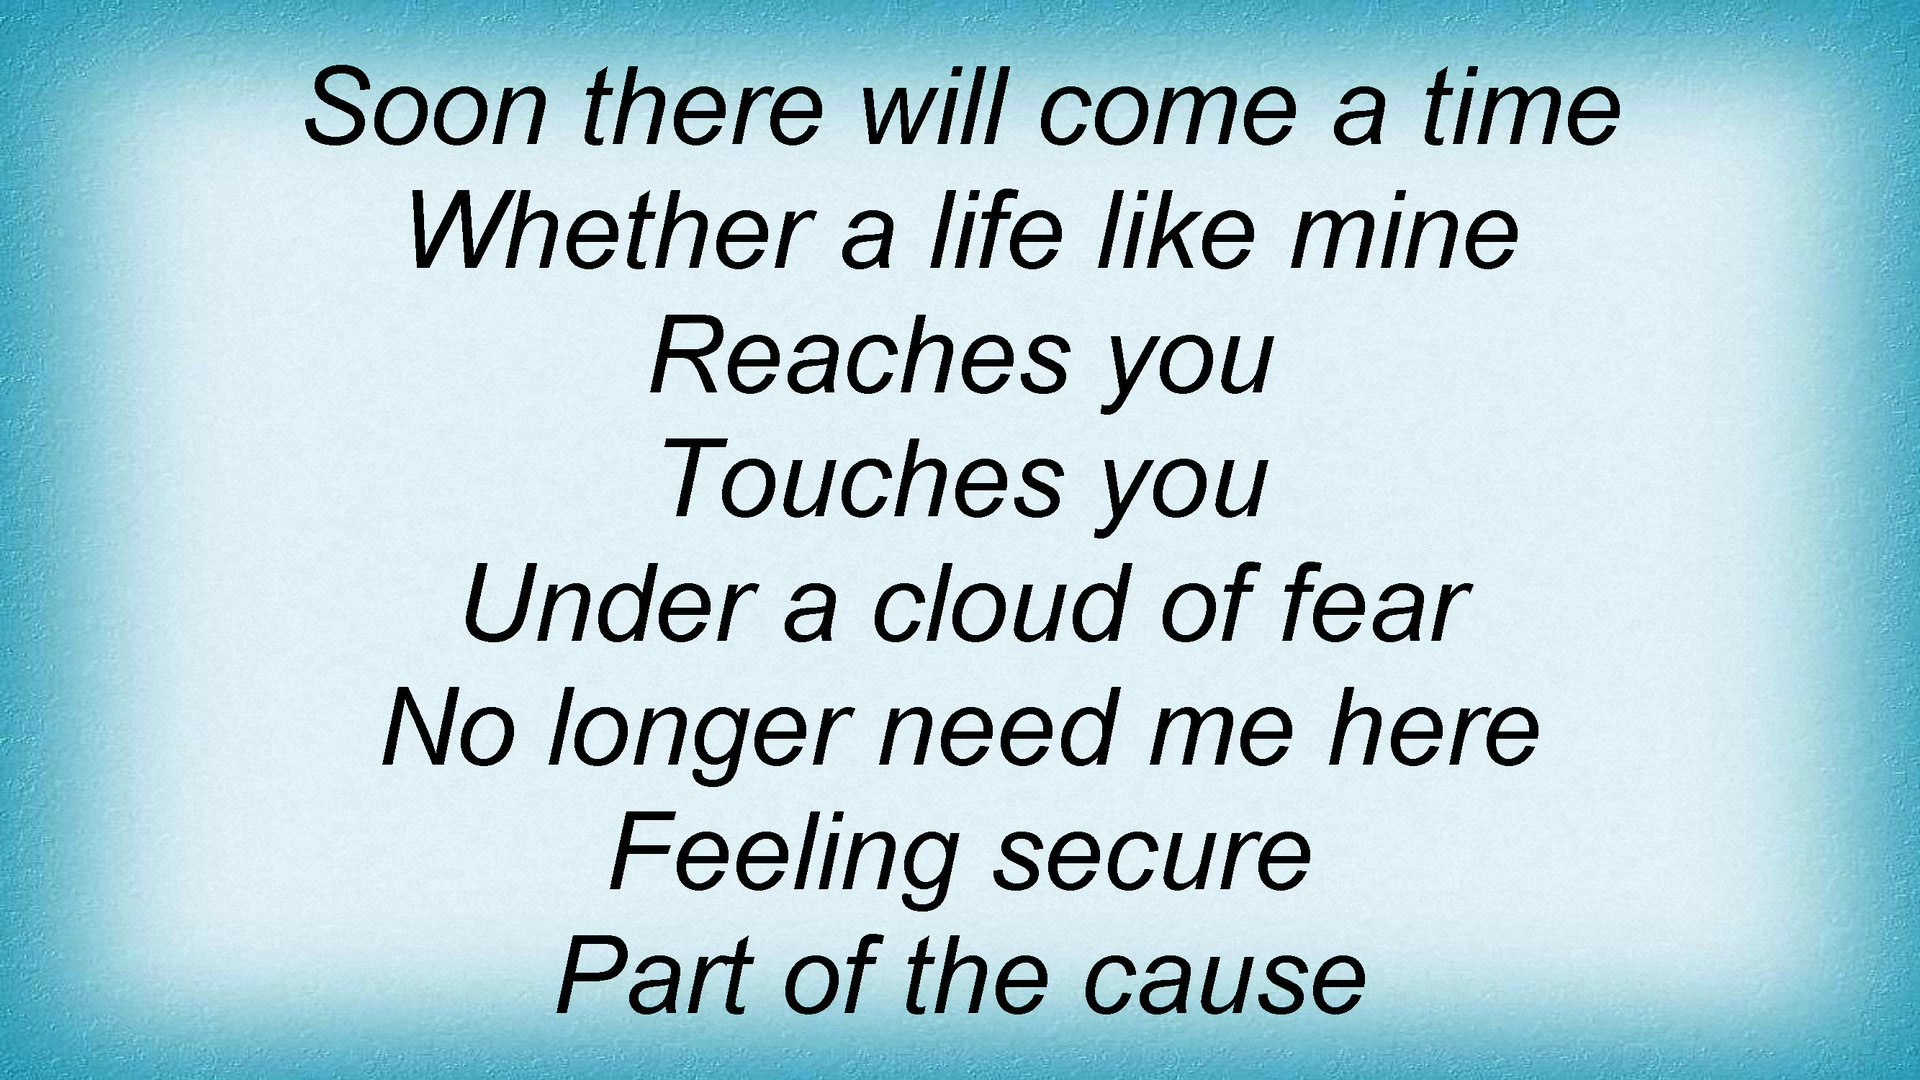 Soon there will come a time
Whether a life like mine
Reaches you
Touches you
Under a cloud of fear
No longer need me here
Feeling secure
Part of the cause